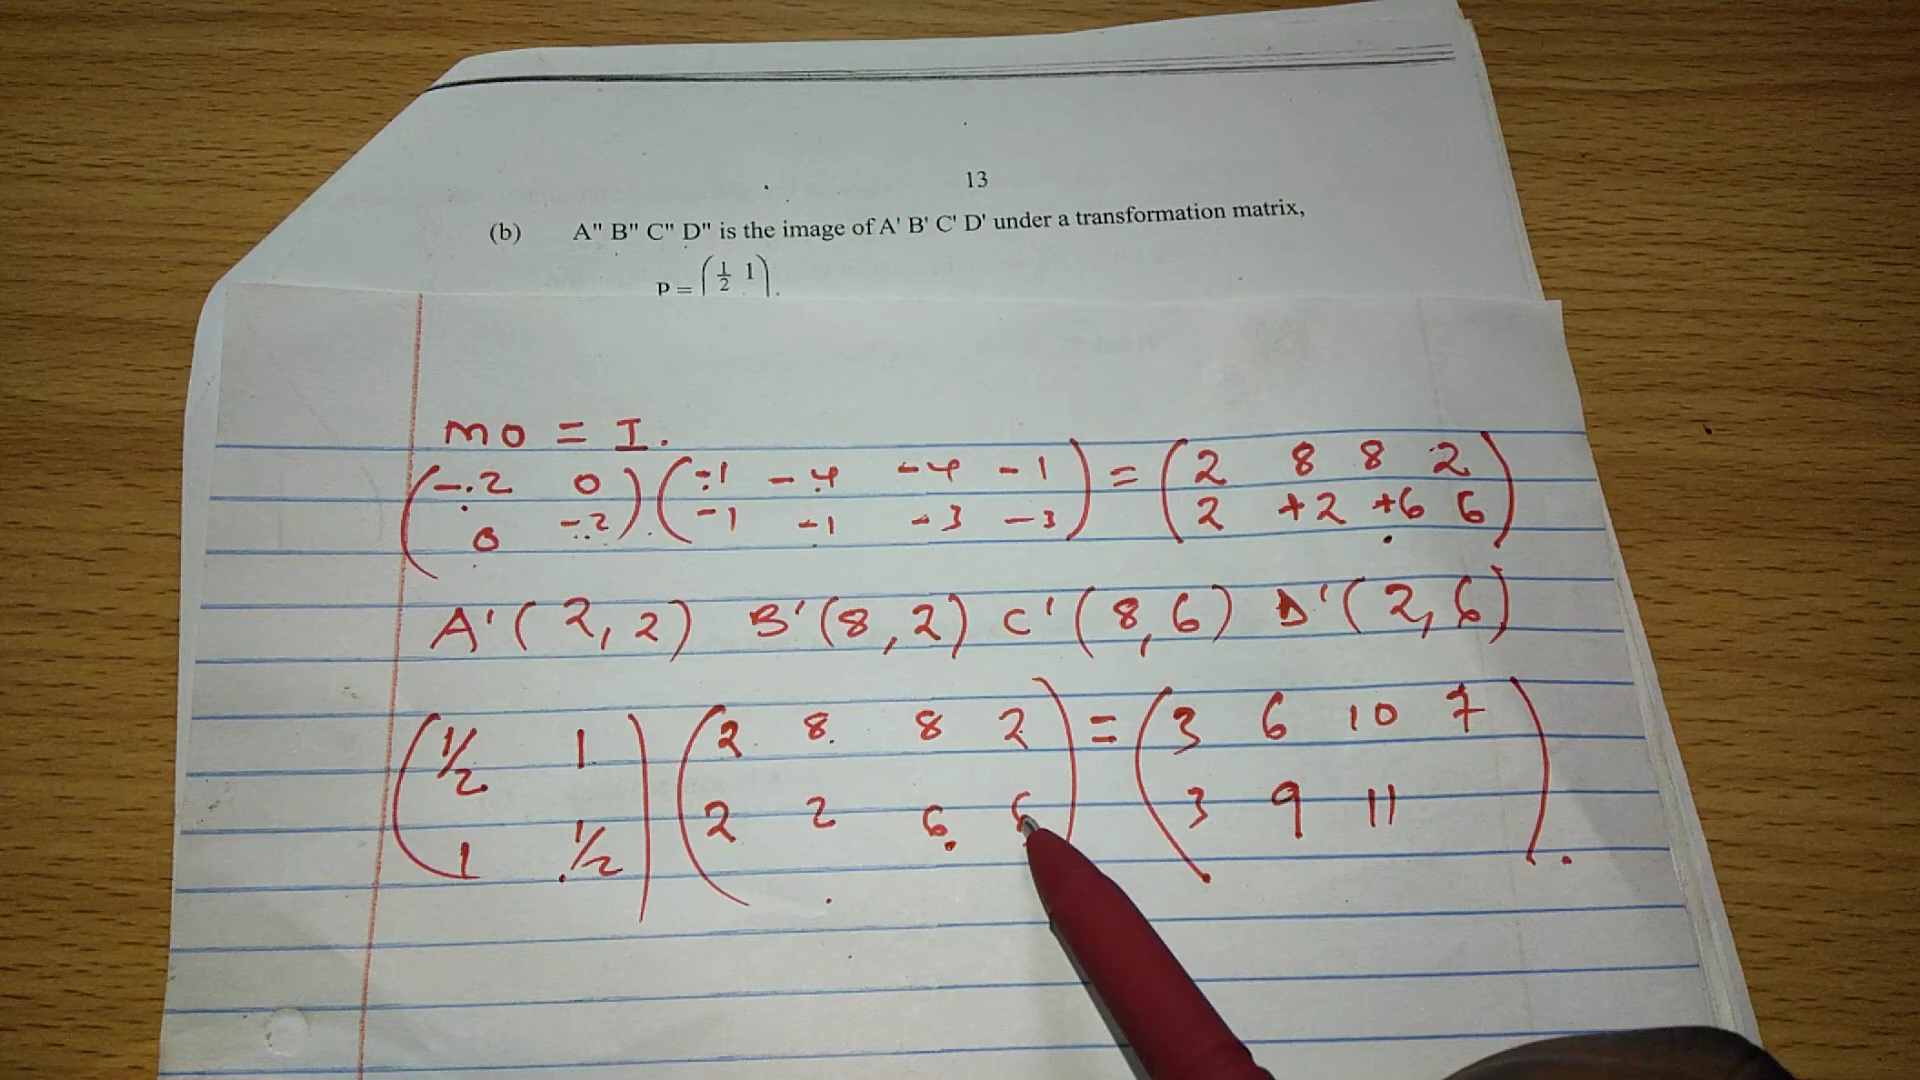 13
(b) A" B" C" D" is the image of A' B' C' D' under a transformation matrix,
P = ( 1/2 1 ).
MO = I.
( -2 0 ) ( -1 -4 -4 -1 ) = ( 2 8 8 2 )
( 0 -2 ) ( -1 -1 -3 -3 ) ( 2 +2 +6 6 )
A'( 2, 2) B'(8, 2) C'(8, 6) D'(2, 6)
( 1/2 1 ) ( 2 8 8 2 ) = ( 3 6 10 7 )
( 1 1/2 ) ( 2 2 6 6 ) ( 3 9 11 ).